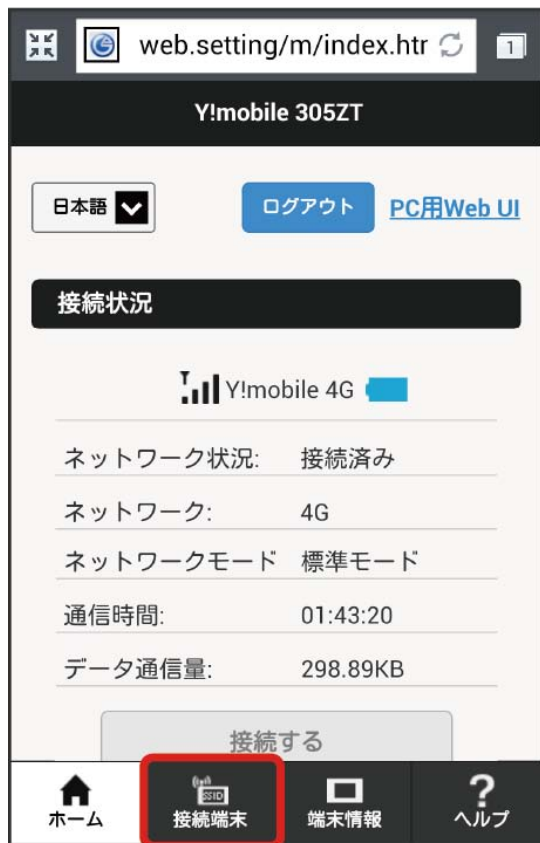 web.setting/m/index.htr
1
Y!mobile 305ZT
日本語
ログアウト
PC用Web UI
接続状況
Y!mobile 4G
ネットワーク状況: 接続済み
ネットワーク: 4G
ネットワークモード 標準モード
通信時間: 01:43:20
データ通信量: 298.89KB
接続する
SSID
ホーム 接続端末 端末情報 ヘルプ